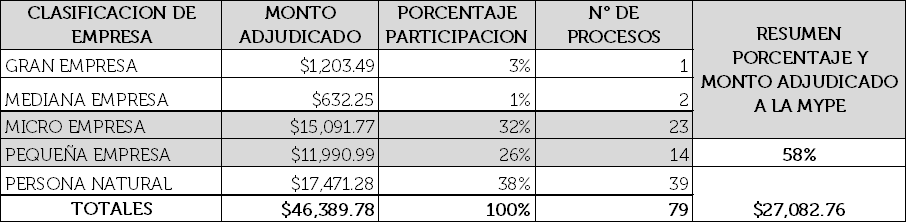 CLASIFICACION DE EMPRESA MONTO ADJUDICADO PORCENTAJE PARTICIPACION N° DE PROCESOS RESUMEN PORCENTAJE Y MONTO ADJUDICADO A LA MYPE
GRAN EMPRESA $1,203.49 3% 1
MEDIANA EMPRESA $632.25 1% 2
MICRO EMPRESA $15,091.77 32% 23
PEQUEÑA EMPRESA $11,990.99 26% 14 58%
PERSONA NATURAL $17,471.28 38% 39
TOTALES $46,389.78 100% 79 $27,082.76